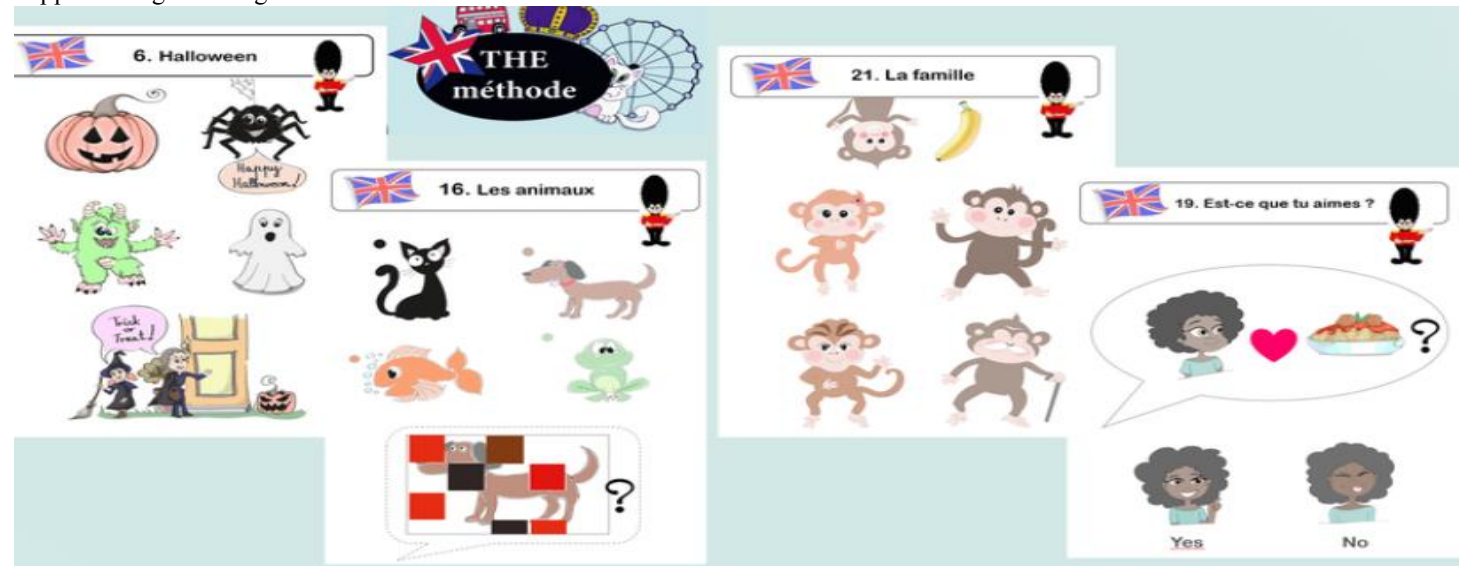 6. Halloween
Happy
Halloween!
Trick
or
Treat!
THE
méthode
16. Les animaux
?
21. La famille
19. Est-ce que tu aimes ?
?
Yes
No